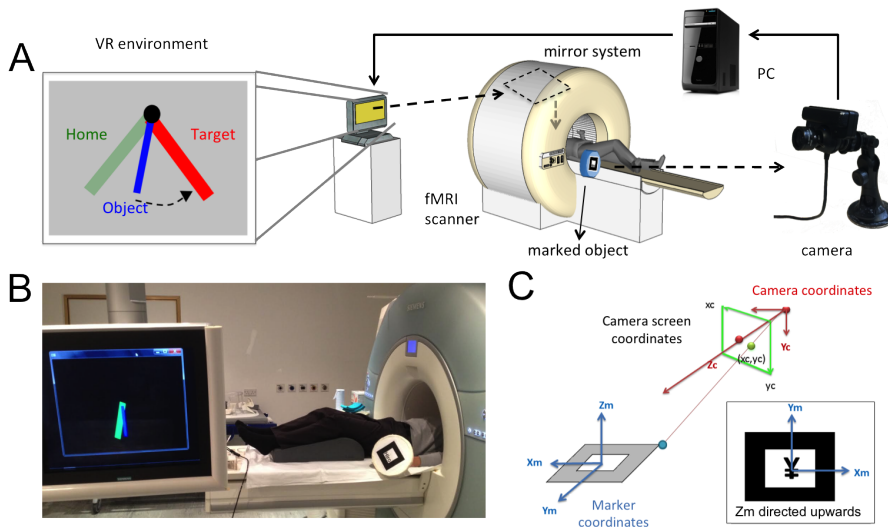 A
VR environment
Home
Target
Object
mirror system
PC
fMRI
scanner
marked object
camera
B
SIEMENS
C
Camera coordinates
xc
Camera screen
coordinates
Yc
Zc
(xc,yc)
yc
Zm
Xm
Ym
Marker
coordinates
Ym
¥
Xm
Zm directed upwards